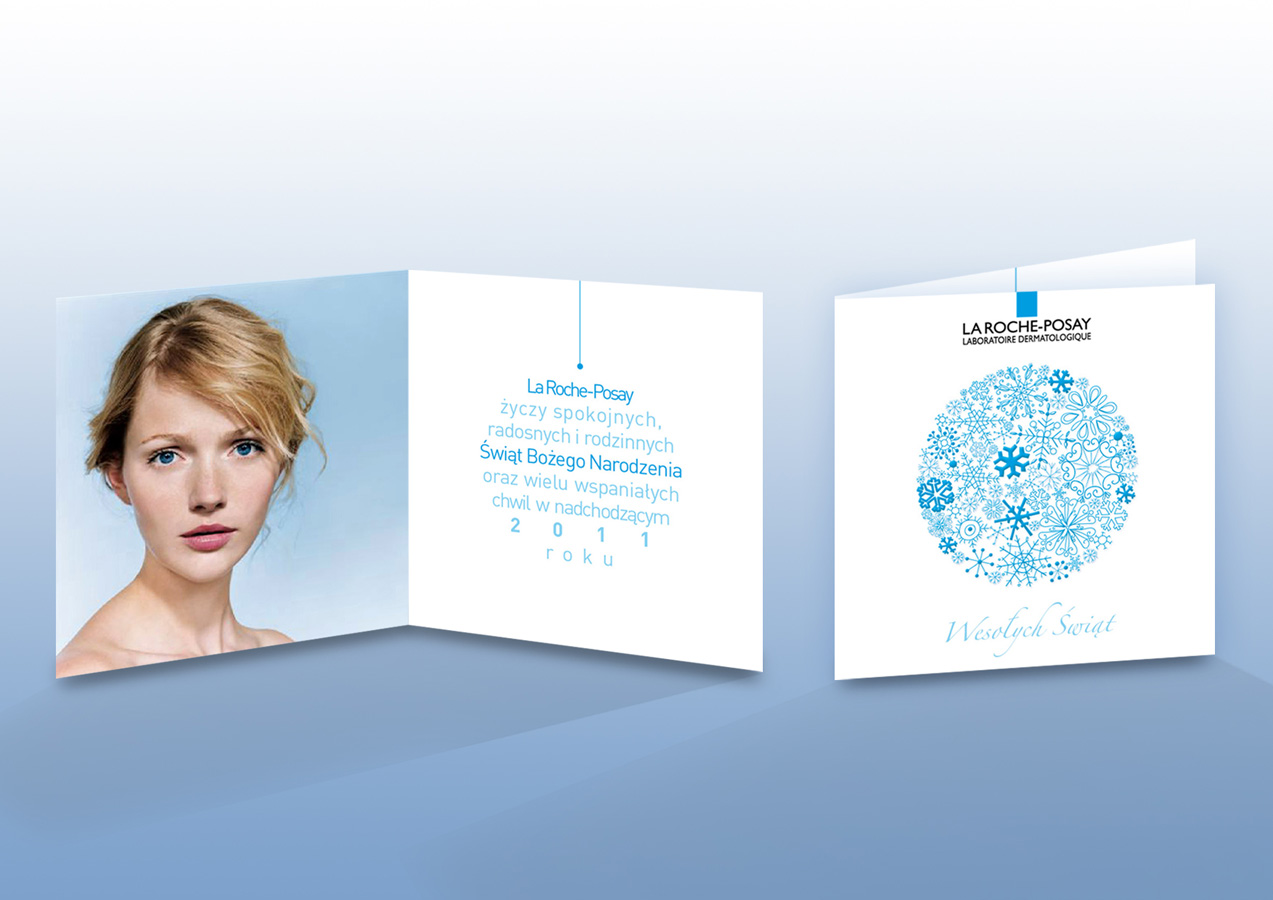 La Roche-Posay
życzy spokojnych,
radosnych i rodzinnych
Świąt Bożego Narodzenia
oraz wielu wspaniałych
chwil w nadchodzącym
2 0 1 1
r o k u
LA ROCHE-POSAY
LABORATOIRE DERMATOLOGIQUE
Wesołych Świąt